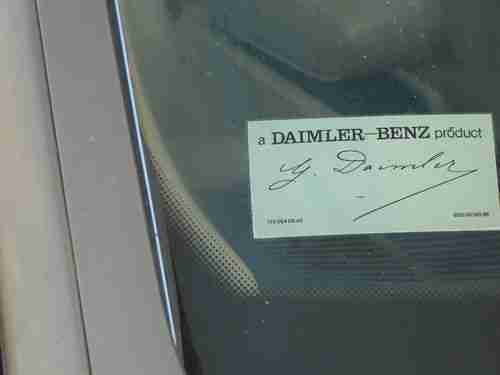 a DAIMLER–BENZ product
G. Daimler